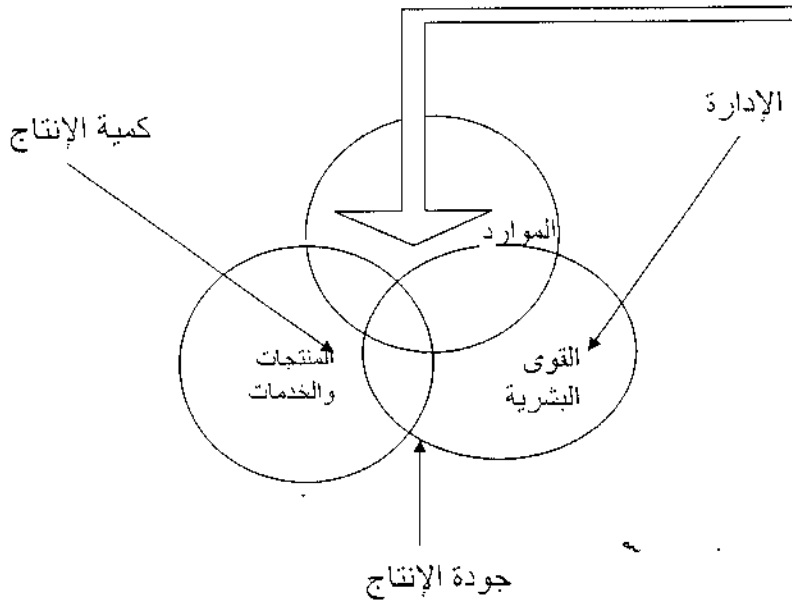 الإدارة
كمية الإنتاج
الموارد
القوى
البشرية
المنتجات
والخدمات
جودة الإنتاج